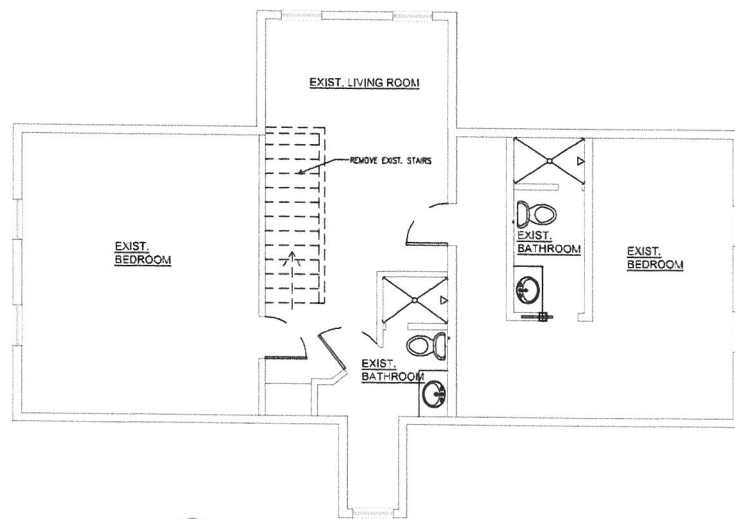 EXIST. LIVING ROOM
REMOVE EXIST. STAIRS
EXIST.
BEDROOM
EXIST.
BATHROOM
EXIST.
BEDROOM
EXIST.
BATHROOM